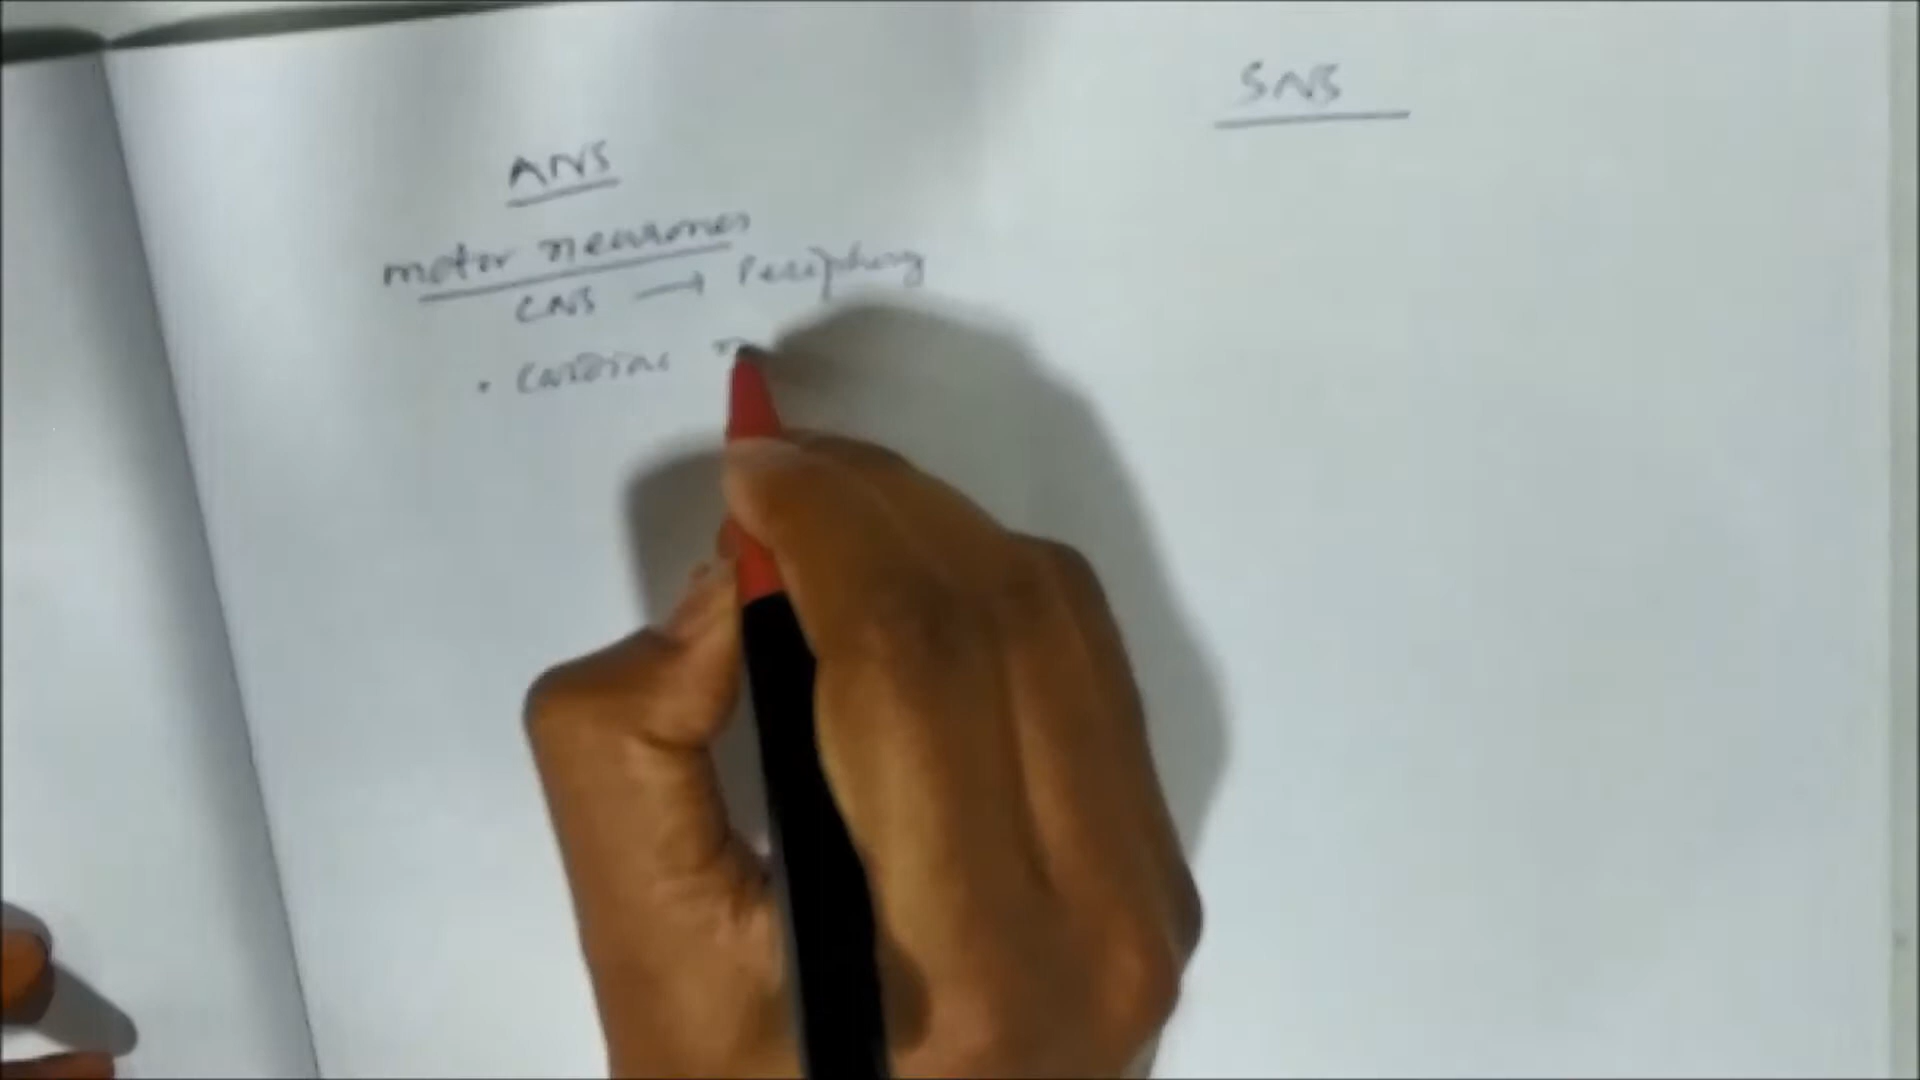 SNS
ANS
motor neurones
CNS → Periphery
• Cardiac